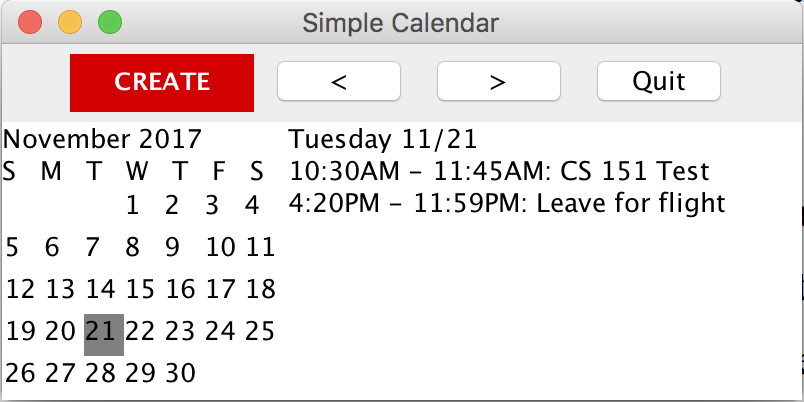 Simple Calendar
CREATE < > Quit
November 2017
S M T W T F S
1 2 3 4
5 6 7 8 9 10 11
12 13 14 15 16 17 18
19 20 21 22 23 24 25
26 27 28 29 30
Tuesday 11/21
10:30AM - 11:45AM: CS 151 Test
4:20PM - 11:59PM: Leave for flight